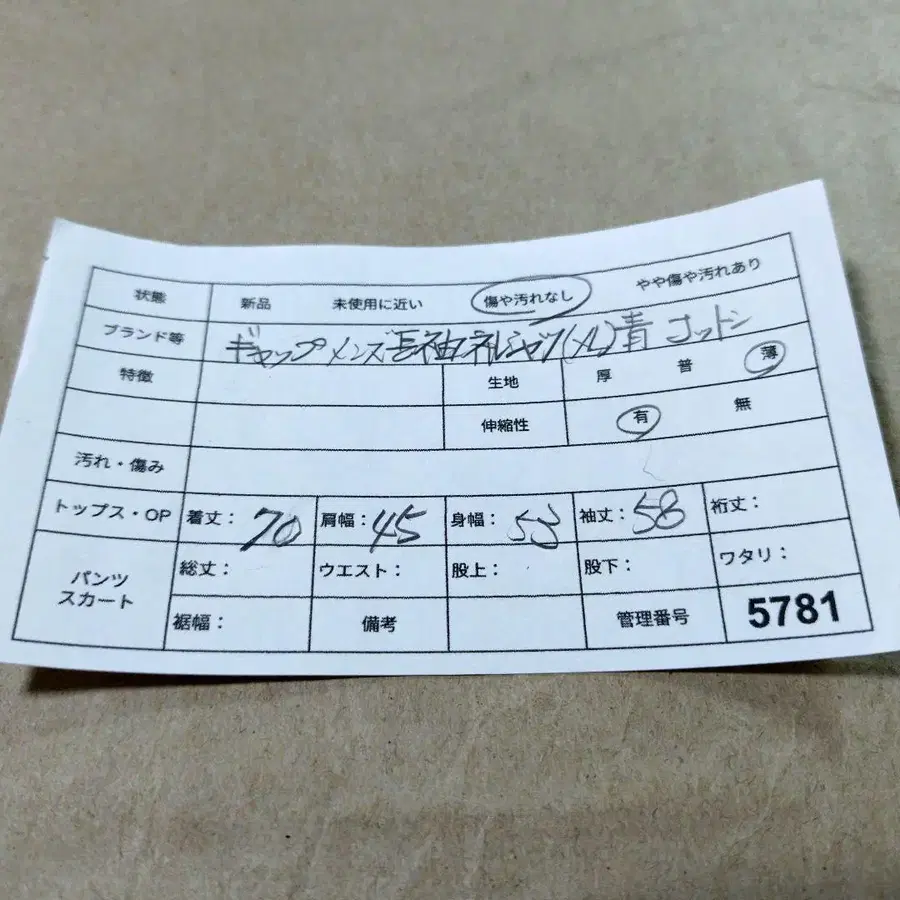 状態 新品 未使用に近い 傷や汚れなし やや傷や汚れあり
ブランド等 ギャップ メンズ 長袖 ネルシャツ 青 コットン
特徴 生地 厚 普 薄
伸縮性 有 無
汚れ・傷み
トップス・OP 着丈: 70 肩幅: 45 身幅: 53 袖丈: 58 裄丈:
パンツ スカート 総丈: ウエスト: 股上: 股下: ワタリ:
裾幅: 備考 管理番号 5781